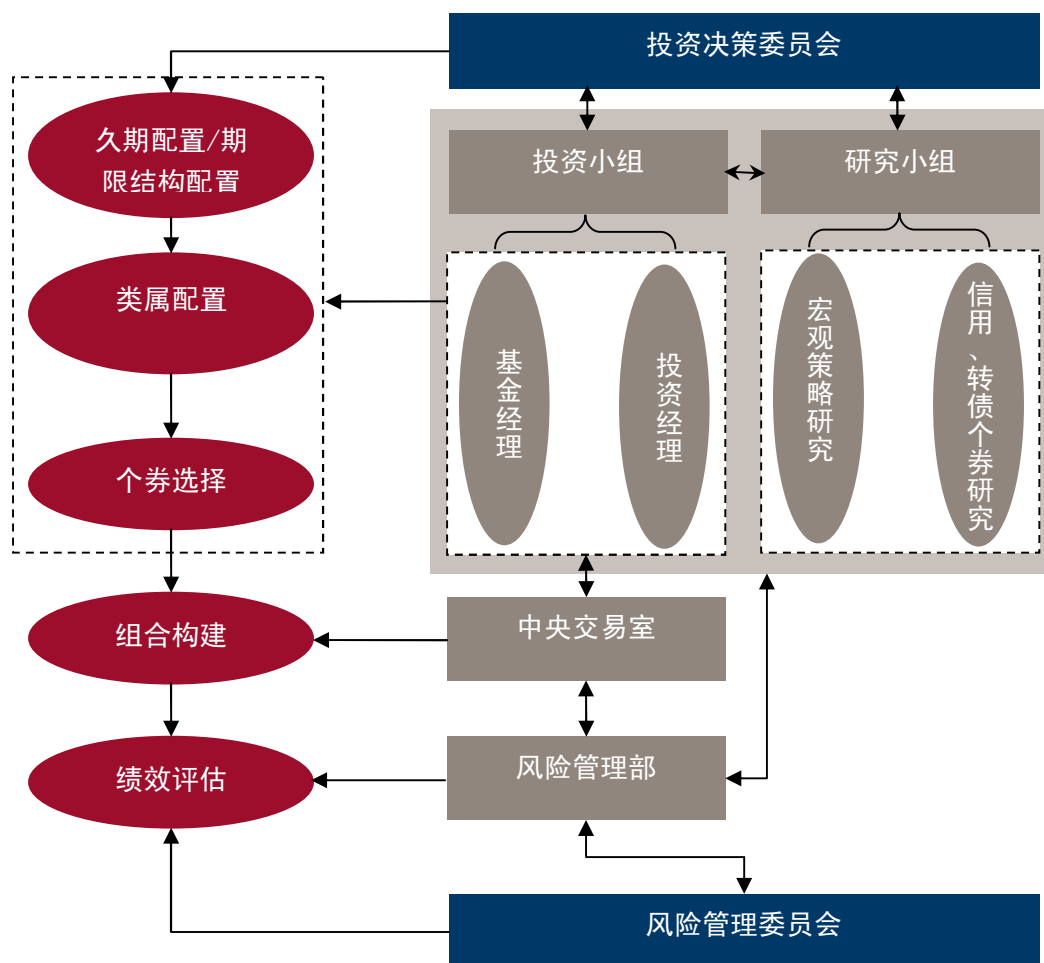 投资决策委员会
久期配置/期
限结构配置
投资小组
研究小组
类属配置
基金经理
投资经理
宏观策略研究
信用、转债个券研究
个券选择
组合构建
中央交易室
绩效评估
风险管理部
风险管理委员会